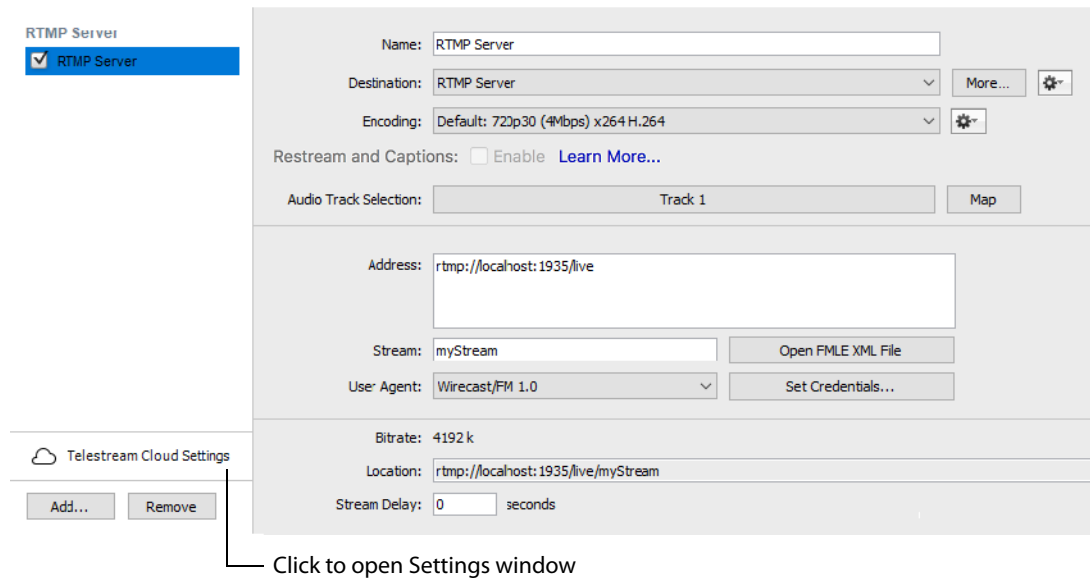 RTMP Server
RTMP Server
Name: RTMP Server
Destination: RTMP Server More...
Encoding: Default: 720p30 (4Mbps) x264 H.264
Restream and Captions: Enable Learn More...
Audio Track Selection: Track 1 Map
Address: rtmp://localhost:1935/live
Stream: myStream Open FMLE XML File
User Agent: Wirecast/FM 1.0 Set Credentials...
Bitrate: 4192 k
Telestream Cloud Settings
Location: rtmp://localhost:1935/live/myStream
Stream Delay: 0 seconds
Add... Remove
Click to open Settings window